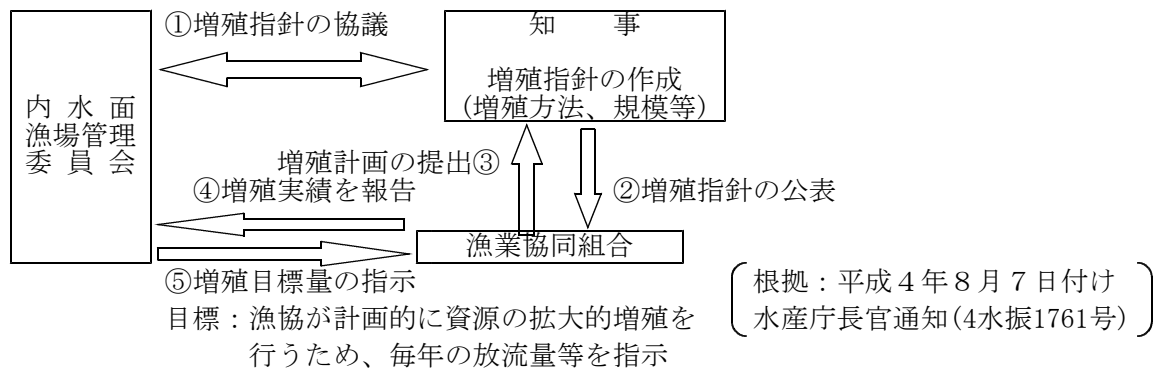 ①増殖指針の協議
知　　事
増殖指針の作成
(増殖方法、規模等)
内 水 面
漁場管理
委 員 会
増殖計画の提出③
④増殖実績を報告
②増殖指針の公表
漁業協同組合
⑤増殖目標量の指示
目標：漁協が計画的に資源の拡大的増殖を
行うため、毎年の放流量等を指示
根拠：平成４年８月７日付け
水産庁長官通知(4水振1761号)